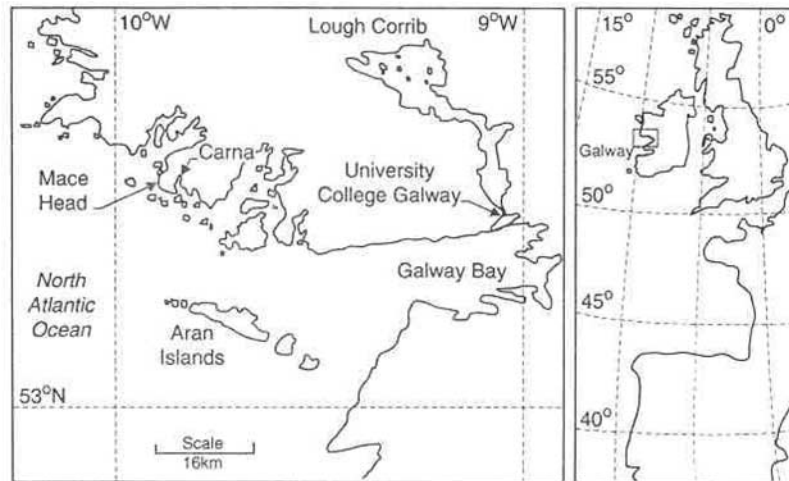 10°W
Lough Corrib
9°W
Carna
Mace
Head
University
College Galway
North
Atlantic
Ocean
Galway Bay
Aran
Islands
53°N
Scale
16km
15°
0°
55°
Galway
50°
45°
40°